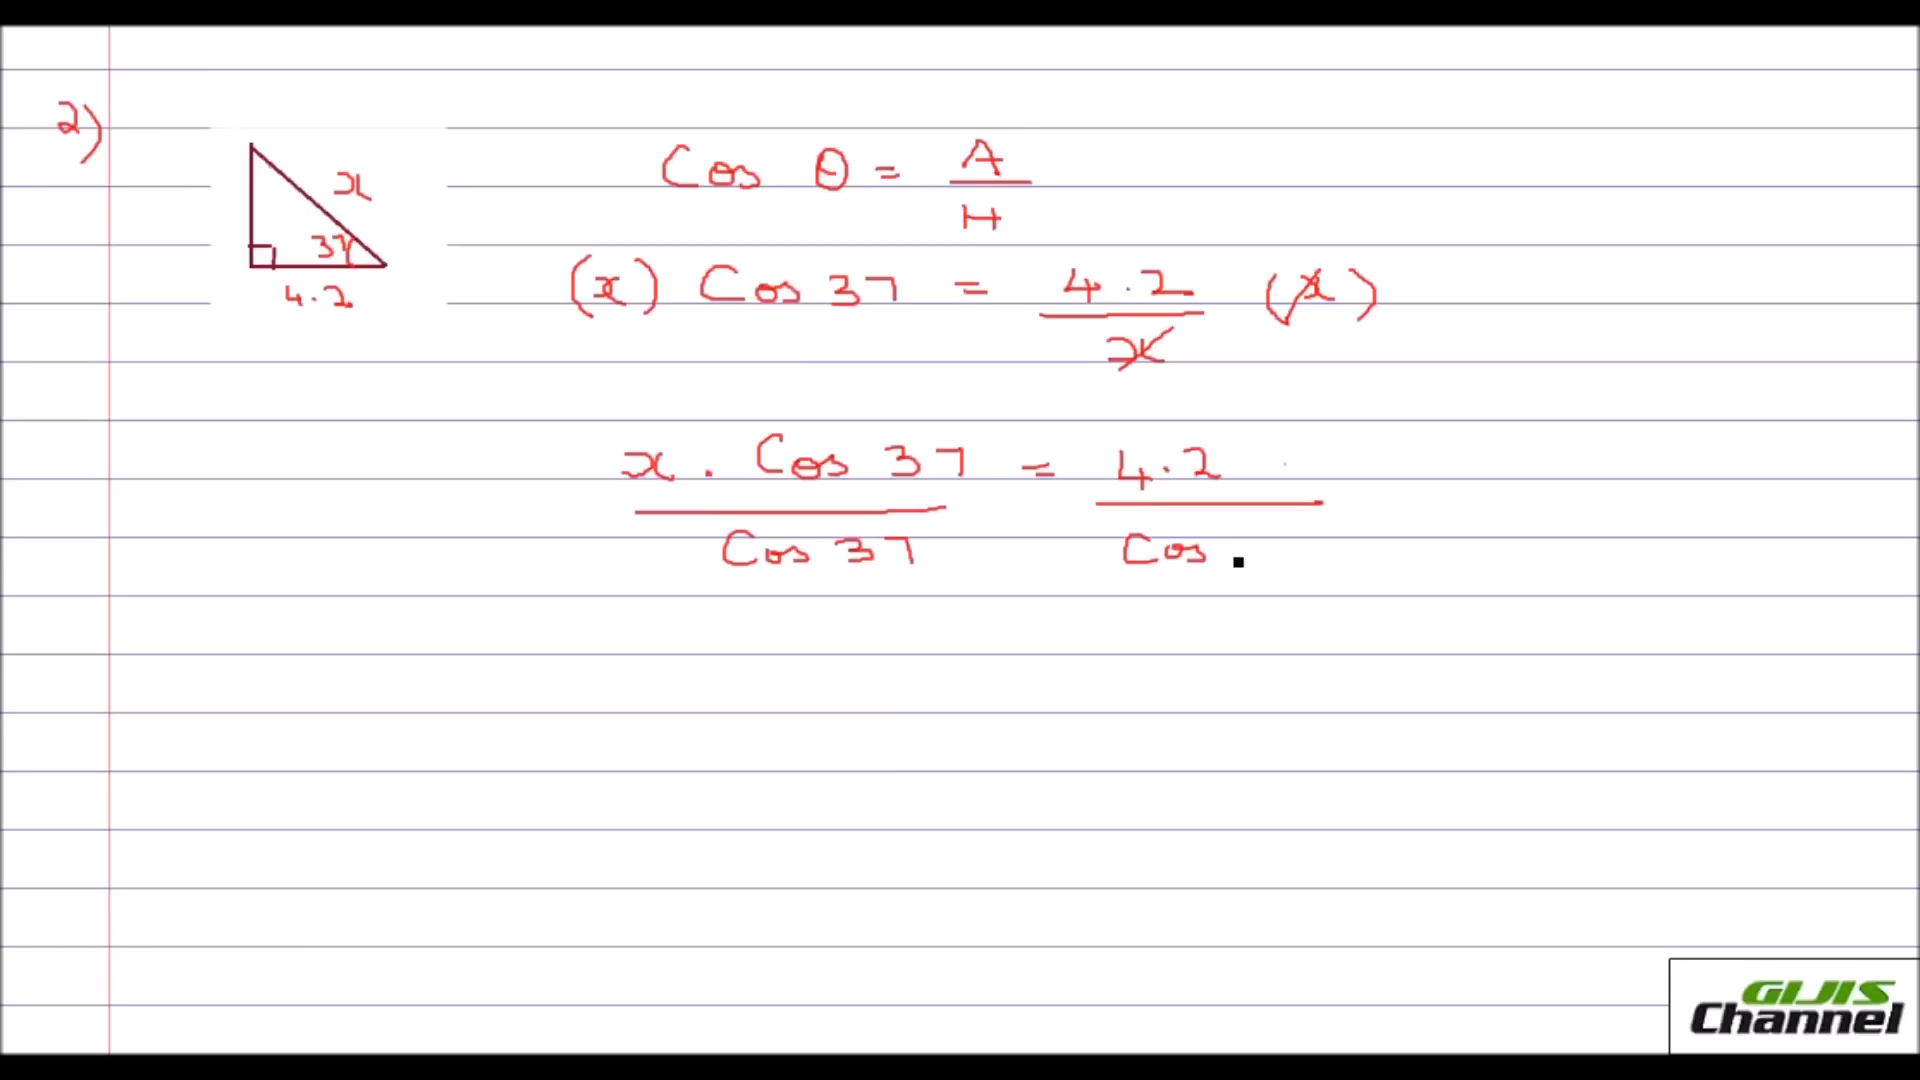 2)
x
37
4.2
Cos θ = A
H
(x) Cos 37 = 4.2 (x)
x
x . Cos 37 = 4.2
Cos 37 Cos
GIJIS
Channel